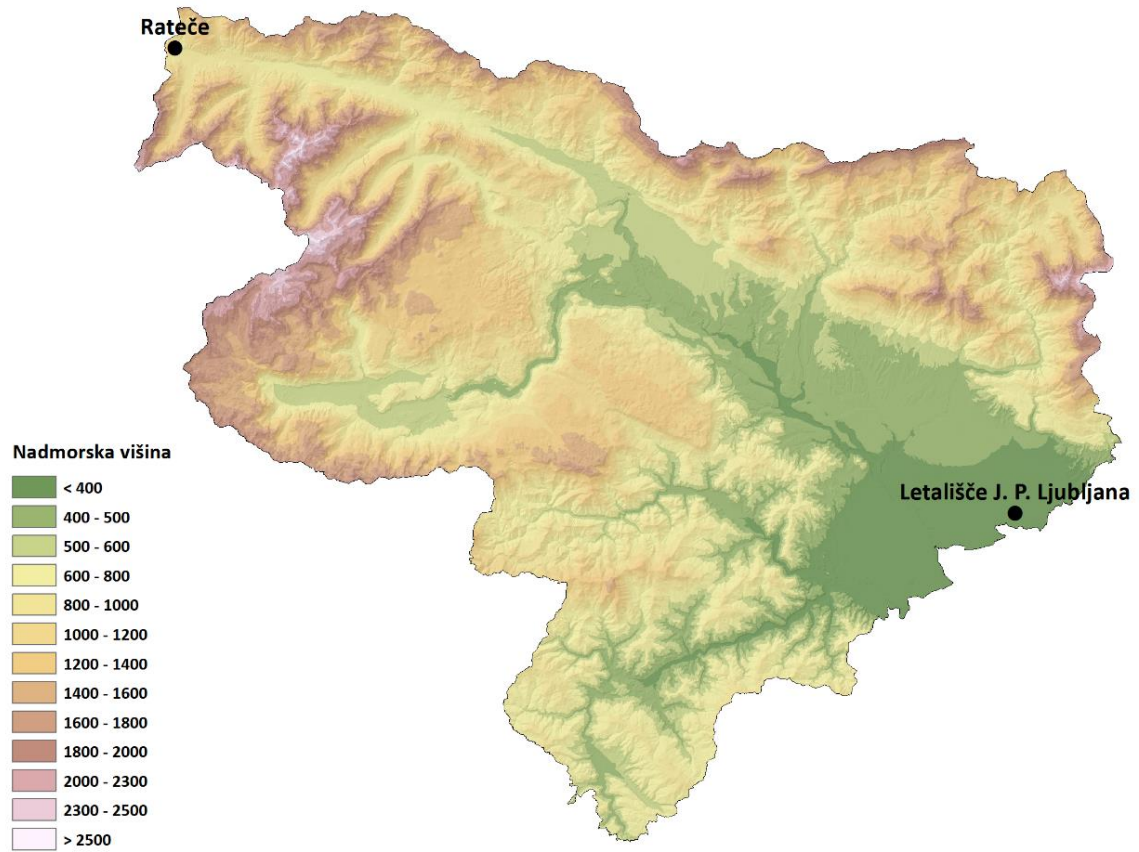 Rateče
Nadmorska višina
< 400
400 - 500
500 - 600
600 - 800
800 - 1000
1000 - 1200
1200 - 1400
1400 - 1600
1600 - 1800
1800 - 2000
2000 - 2300
2300 - 2500
> 2500
Letališče J. P. Ljubljana